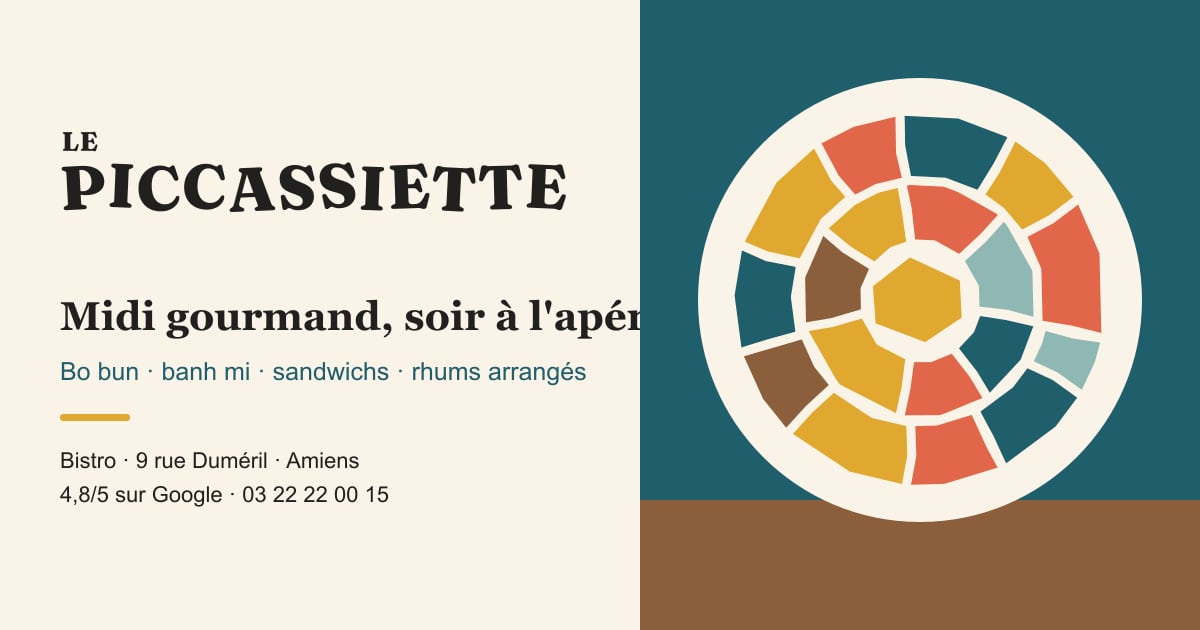 LE
PICCASSIETTE
Midi gourmand, soir à l'apér
Bo bun · banh mi · sandwichs · rhums arrangés
Bistro · 9 rue Duméril · Amiens
4,8/5 sur Google · 03 22 22 00 15